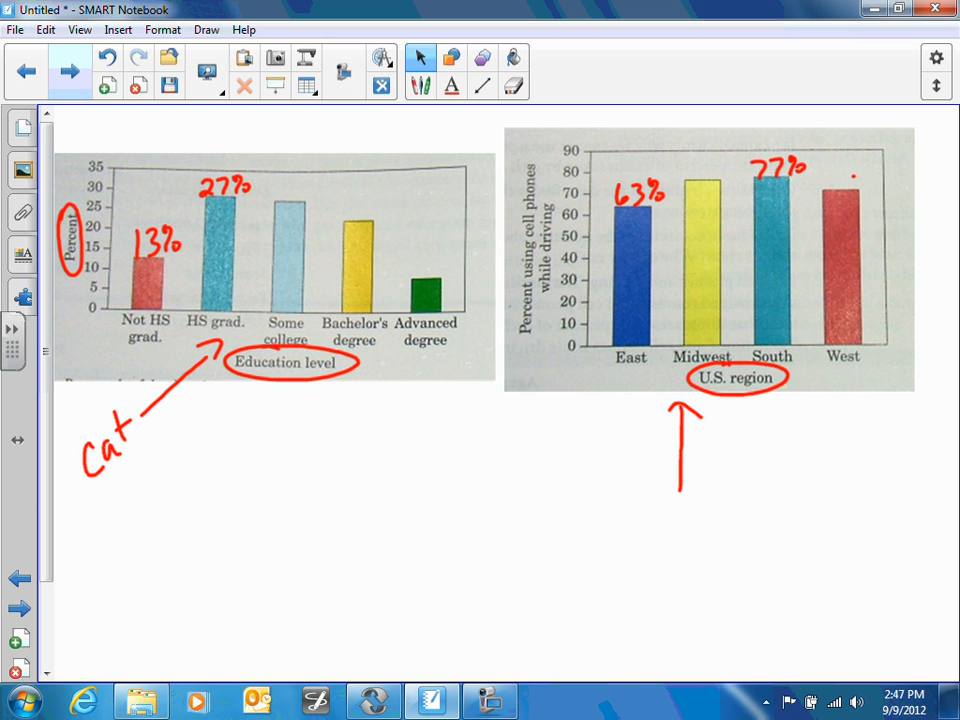 Untitled * - SMART Notebook
File Edit View Insert Format Draw Help
35
30
25
20
15
10
5
0
Percent
13%
27%
Not HS grad.
HS grad.
Some college
Bachelor's degree
Advanced degree
Education level
cat
90
80
70
60
50
40
30
20
10
0
Percent using cell phones
while driving
63%
77%
East Midwest South West
U.S. region
2:47 PM
9/9/2012